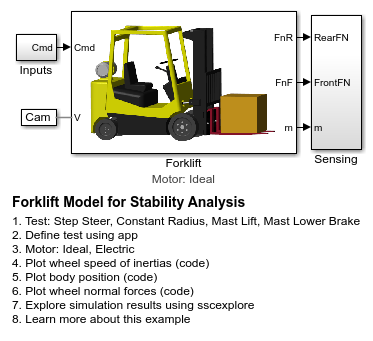 Cmd
Inputs
Cam
Cmd
V
FnR
FnF
m
Forklift
Motor: Ideal
RearFN
FrontFN
m
Sensing
Forklift Model for Stability Analysis
1. Test: Step Steer, Constant Radius, Mast Lift, Mast Lower Brake
2. Define test using app
3. Motor: Ideal, Electric
4. Plot wheel speed of inertias (code)
5. Plot body position (code)
6. Plot wheel normal forces (code)
7. Explore simulation results using sscexplore
8. Learn more about this example